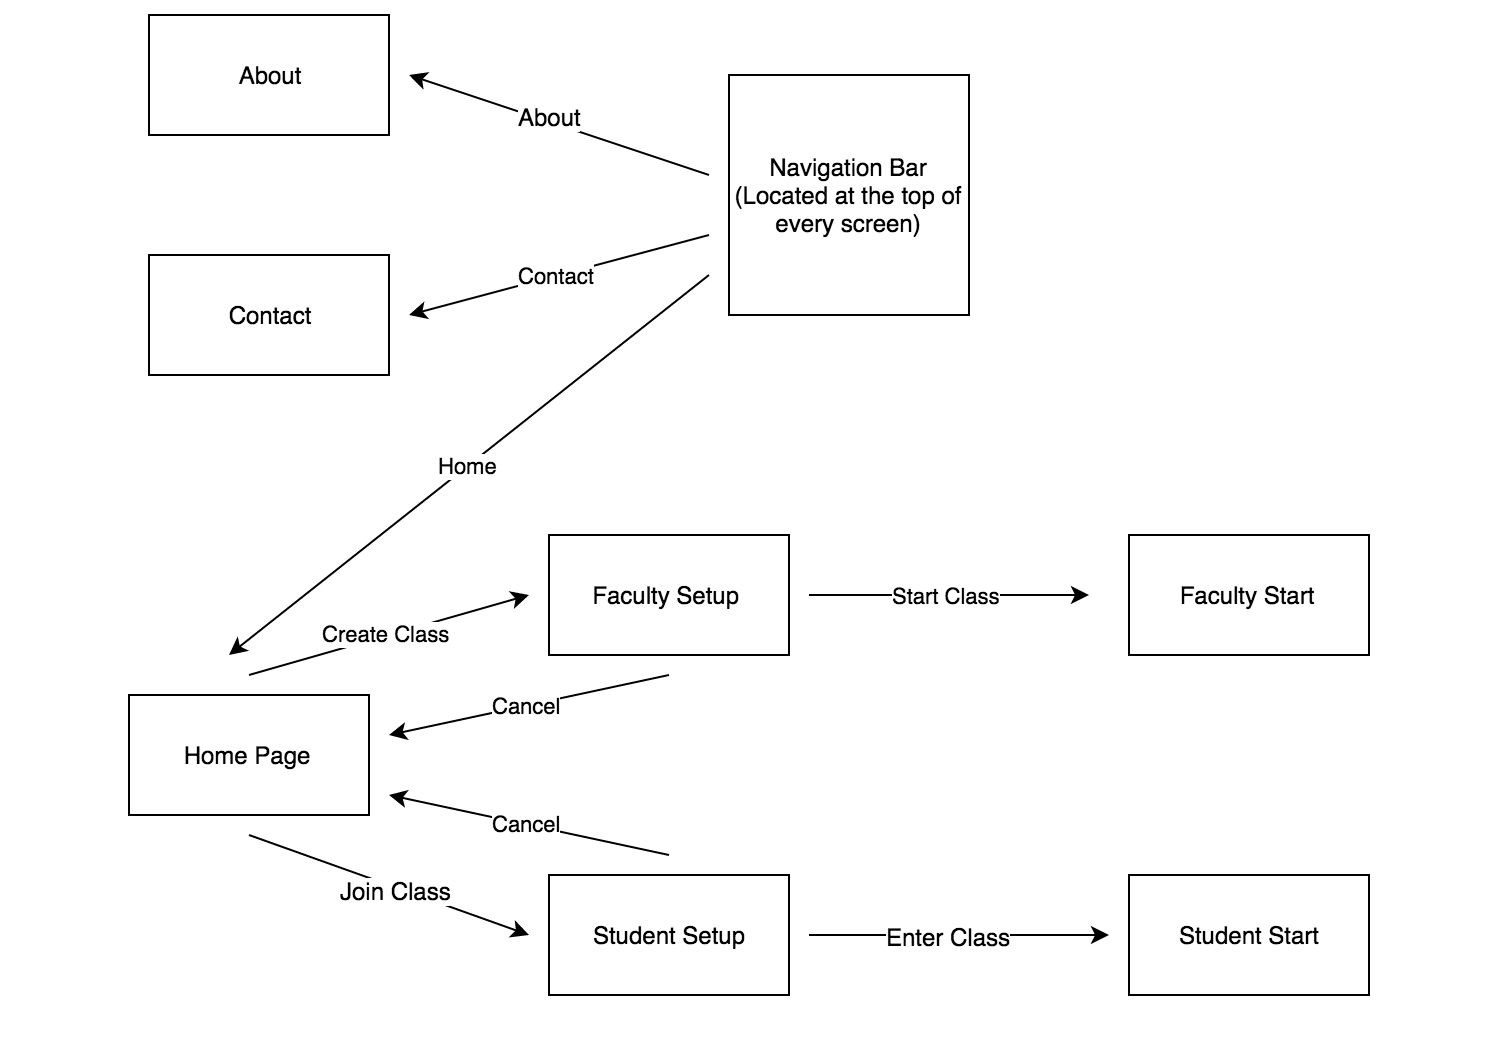 About
About
Navigation Bar
(Located at the top of
every screen)
Contact
Contact
Home
Faculty Setup
Start Class
Faculty Start
Create Class
Cancel
Home Page
Cancel
Join Class
Student Setup
Enter Class
Student Start